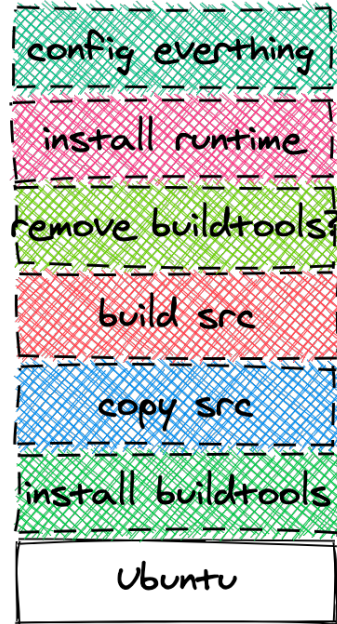 config everthing
install runtime
remove buildtools?
build src
copy src
install buildtools
Ubuntu